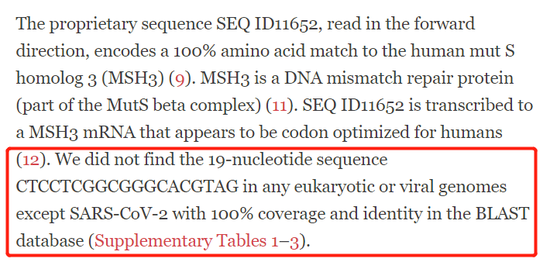 The proprietary sequence SEQ ID11652, read in the forward
direction, encodes a 100% amino acid match to the human mut S
homolog 3 (MSH3) (9). MSH3 is a DNA mismatch repair protein
(part of the MutS beta complex) (11). SEQ ID11652 is transcribed to
a MSH3 mRNA that appears to be codon optimized for humans
(12). We did not find the 19-nucleotide sequence
CTCCTCGGCGGGCACGTAG in any eukaryotic or viral genomes
except SARS-CoV-2 with 100% coverage and identity in the BLAST
database (Supplementary Tables 1–3).